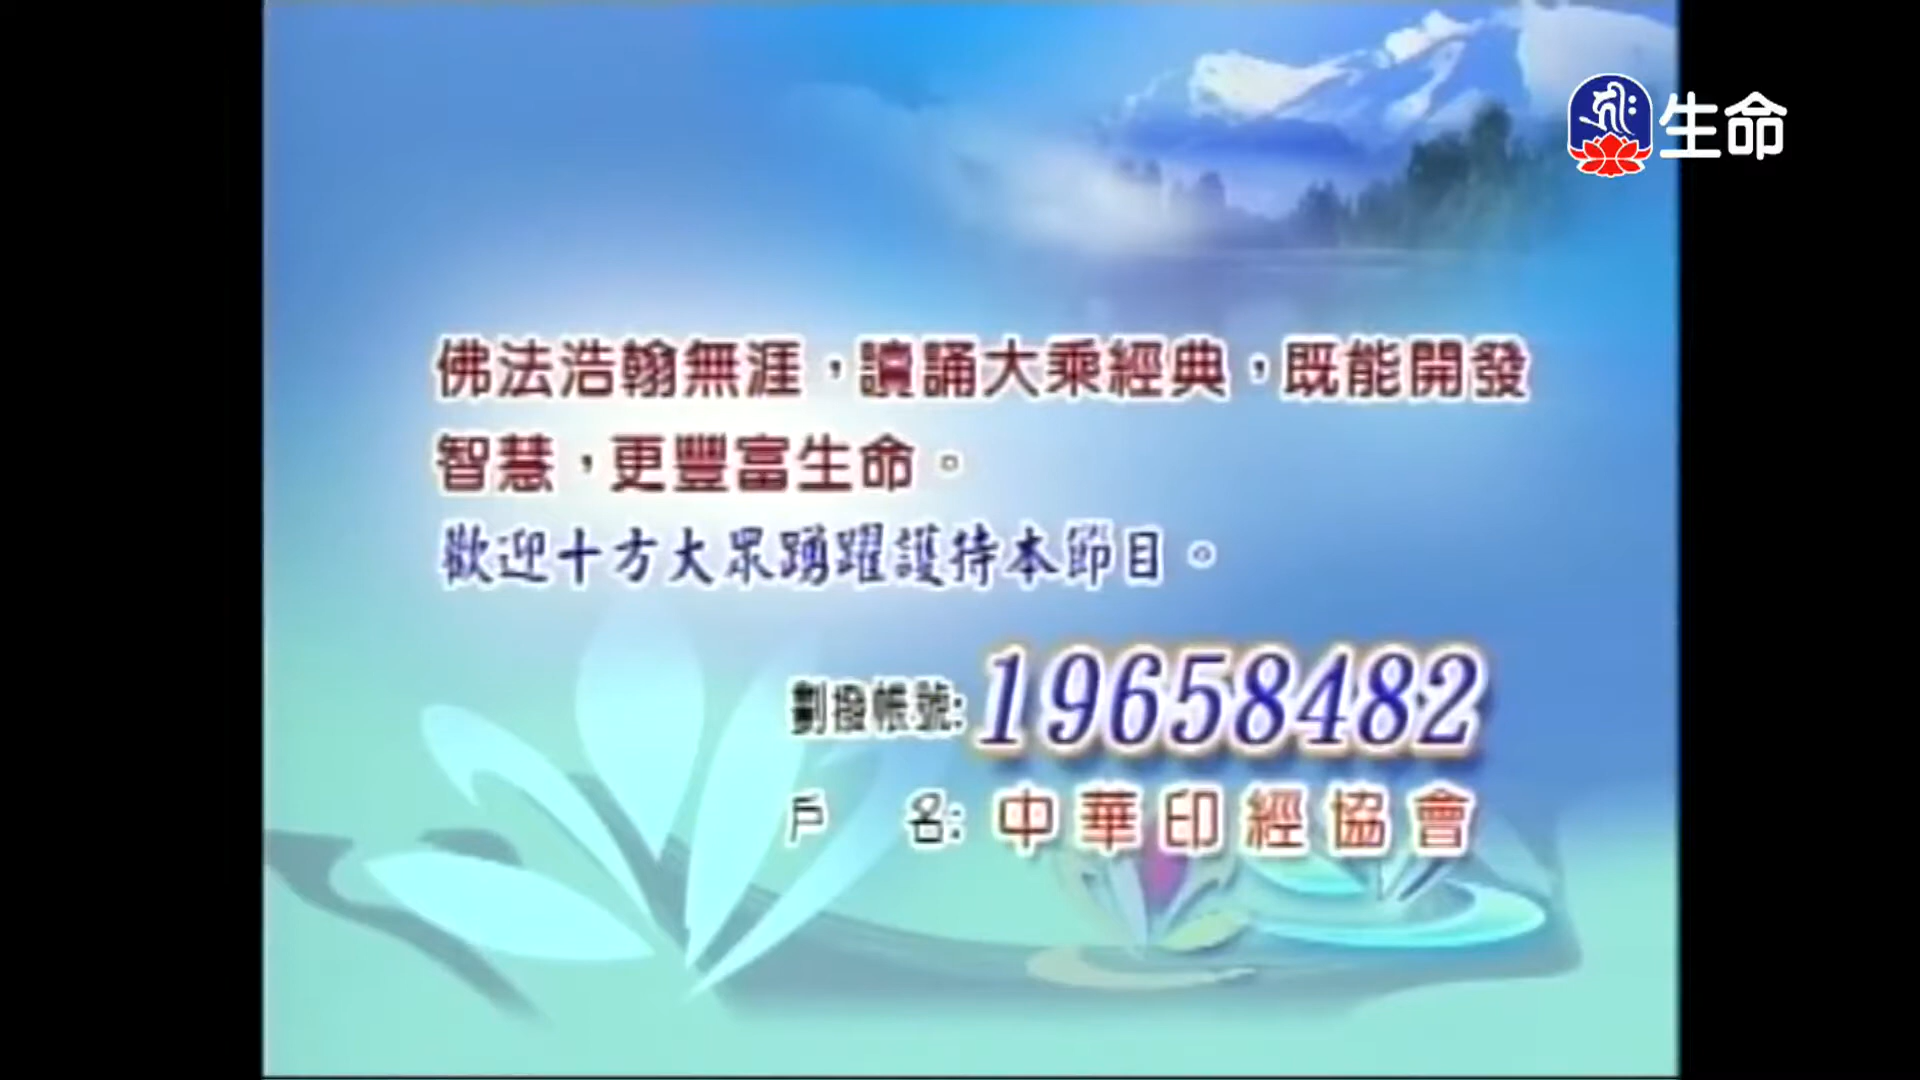 生命
佛法浩翰無涯，讀誦大乘經典，既能開發
智慧，更豐富生命。
歡迎十方大眾踴躍護持本節目。
劃撥帳號:19658482
戶 名:中華印經協會